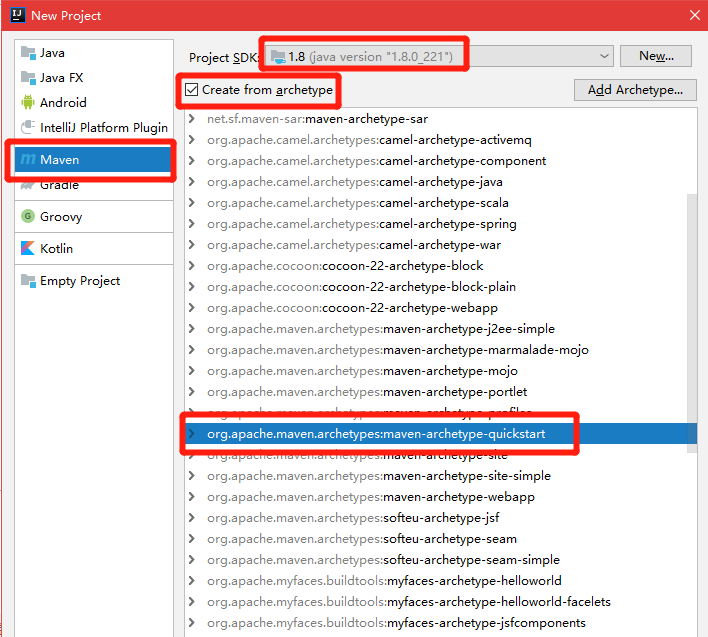 New Project
Java
Java FX
Android
IntelliJ Platform Plugin
Maven
Gradle
Groovy
Kotlin
Empty Project
Project SDK: 1.8 (java version "1.8.0_221") New...
Create from archetype Add Archetype...
net.sf.maven-sar:maven-archetype-sar
org.apache.camel.archetypes:camel-archetype-activemq
org.apache.camel.archetypes:camel-archetype-component
org.apache.camel.archetypes:camel-archetype-java
org.apache.camel.archetypes:camel-archetype-scala
org.apache.camel.archetypes:camel-archetype-spring
org.apache.camel.archetypes:camel-archetype-war
org.apache.cocoon:cocoon-22-archetype-block
org.apache.cocoon:cocoon-22-archetype-block-plain
org.apache.cocoon:cocoon-22-archetype-webapp
org.apache.maven.archetypes:maven-archetype-j2ee-simple
org.apache.maven.archetypes:maven-archetype-marmalade-mojo
org.apache.maven.archetypes:maven-archetype-mojo
org.apache.maven.archetypes:maven-archetype-portlet
org.apache.maven.archetypes:maven-archetype-profiles
org.apache.maven.archetypes:maven-archetype-quickstart
org.apache.maven.archetypes:maven-archetype-site
org.apache.maven.archetypes:maven-archetype-site-simple
org.apache.maven.archetypes:maven-archetype-webapp
org.apache.maven.archetypes:softeu-archetype-jsf
org.apache.maven.archetypes:softeu-archetype-seam
org.apache.maven.archetypes:softeu-archetype-seam-simple
org.apache.myfaces.buildtools:myfaces-archetype-helloworld
org.apache.myfaces.buildtools:myfaces-archetype-helloworld-facelets
org.apache.myfaces.buildtools:myfaces-archetype-jsfcomponents